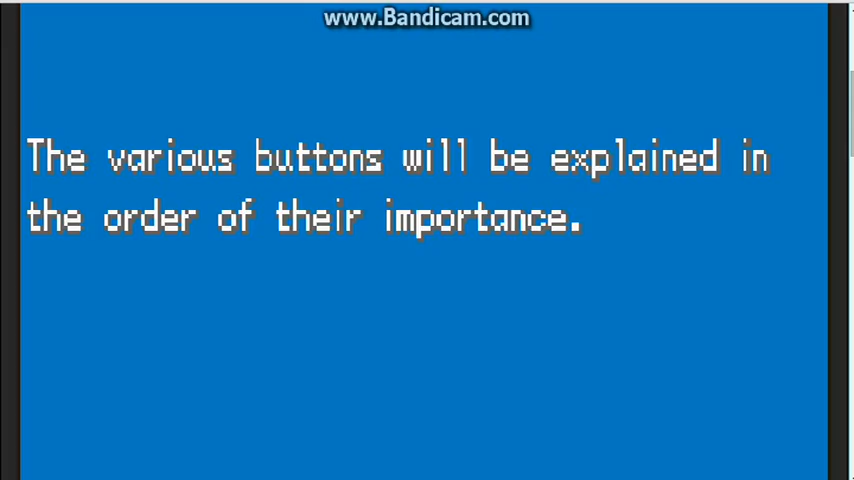 www.Bandicam.com
The various buttons will be explained in
the order of their importance.